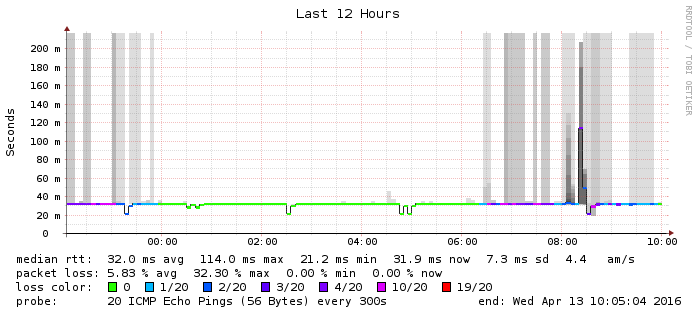 Last 12 Hours
RRDTOOL / TOBI OETIKER
Seconds
200 m
180 m
160 m
140 m
120 m
100 m
80 m
60 m
40 m
20 m
0
00:00 02:00 04:00 06:00 08:00 10:00
median rtt: 32.0 ms avg 114.0 ms max 21.2 ms min 31.9 ms now 7.3 ms sd 4.4 am/s
packet loss: 5.83 % avg 32.30 % max 0.00 % min 0.00 % now
loss color: 0 1/20 2/20 3/20 4/20 10/20 19/20
probe: 20 ICMP Echo Pings (56 Bytes) every 300s end: Wed Apr 13 10:05:04 2016